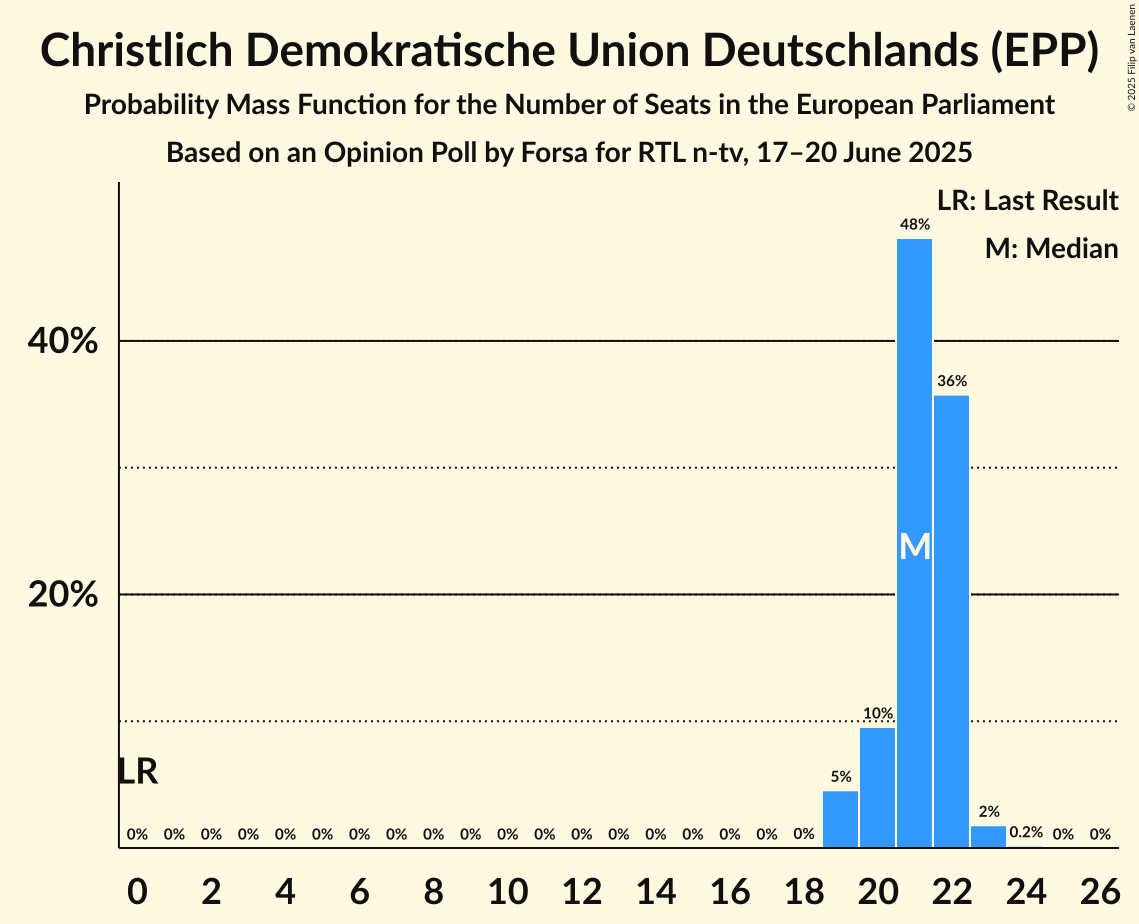 Christlich Demokratische Union Deutschlands (EPP)
Probability Mass Function for the Number of Seats in the European Parliament
Based on an Opinion Poll by Forsa for RTL n-tv, 17–20 June 2025
© 2025 Filip van Laenen
LR: Last Result
M: Median
48%
40%
36%
M
20%
10%
LR
5%
2%
0% 0% 0% 0% 0% 0% 0% 0% 0% 0% 0% 0% 0% 0% 0% 0% 0% 0% 0% 0.2% 0% 0%
0 2 4 6 8 10 12 14 16 18 20 22 24 26